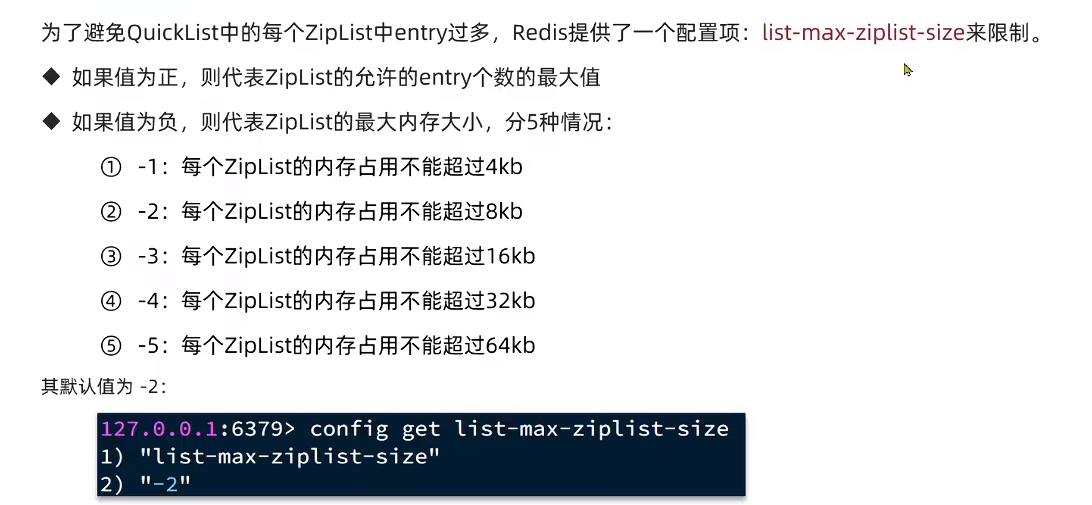 为了避免QuickList中的每个ZipList中entry过多，Redis提供了一个配置项：list-max-ziplist-size来限制。
◆ 如果值为正，则代表ZipList的允许的entry个数的最大值
◆ 如果值为负，则代表ZipList的最大内存大小，分5种情况：
① -1：每个ZipList的内存占用不能超过4kb
② -2：每个ZipList的内存占用不能超过8kb
③ -3：每个ZipList的内存占用不能超过16kb
④ -4：每个ZipList的内存占用不能超过32kb
⑤ -5：每个ZipList的内存占用不能超过64kb
其默认值为 -2：
127.0.0.1:6379> config get list-max-ziplist-size
1) "list-max-ziplist-size"
2) "-2"